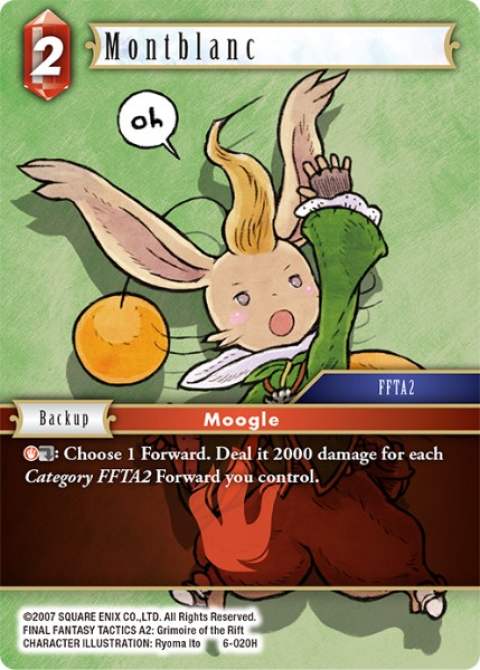 2
Montblanc
oh
FFTA2
Backup
Moogle
: Choose 1 Forward. Deal it 2000 damage for each
Category FFTA2 Forward you control.
©2007 SQUARE ENIX CO.,LTD. All Rights Reserved.
FINAL FANTASY TACTICS A2: Grimoire of the Rift
CHARACTER ILLUSTRATION: Ryoma Ito 6-020H